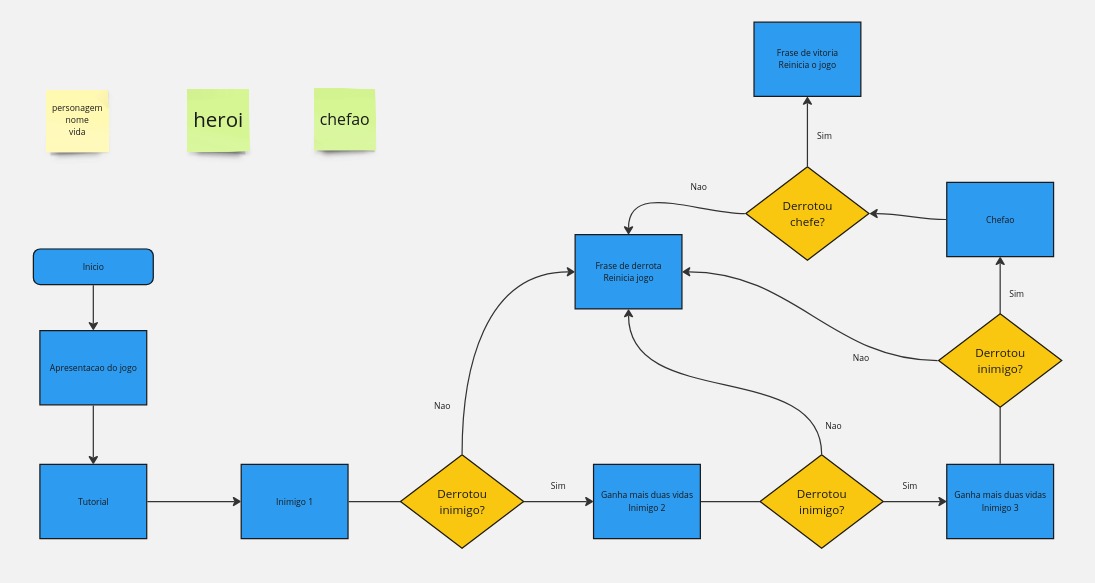 Frase de vitoria
Reinicia o jogo
personagem
nome
vida
heroi
chefao
Sim
Nao
Derrotou
chefe?
Chefao
Inicio
Frase de derrota
Reinicia jogo
Sim
Apresentacao do jogo
Nao
Derrotou
inimigo?
Nao
Nao
Tutorial
Inimigo 1
Derrotou
inimigo?
Sim
Ganha mais duas vidas
Inimigo 2
Derrotou
inimigo?
Sim
Ganha mais duas vidas
Inimigo 3